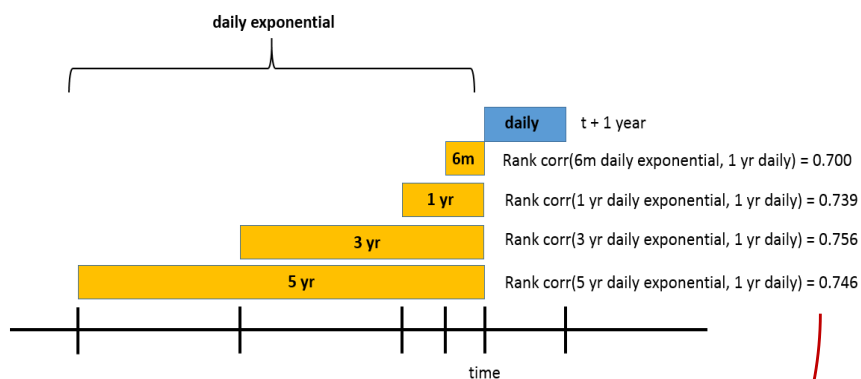 daily exponential
daily t + 1 year
6m Rank corr(6m daily exponential, 1 yr daily) = 0.700
1 yr Rank corr(1 yr daily exponential, 1 yr daily) = 0.739
3 yr Rank corr(3 yr daily exponential, 1 yr daily) = 0.756
5 yr Rank corr(5 yr daily exponential, 1 yr daily) = 0.746
time